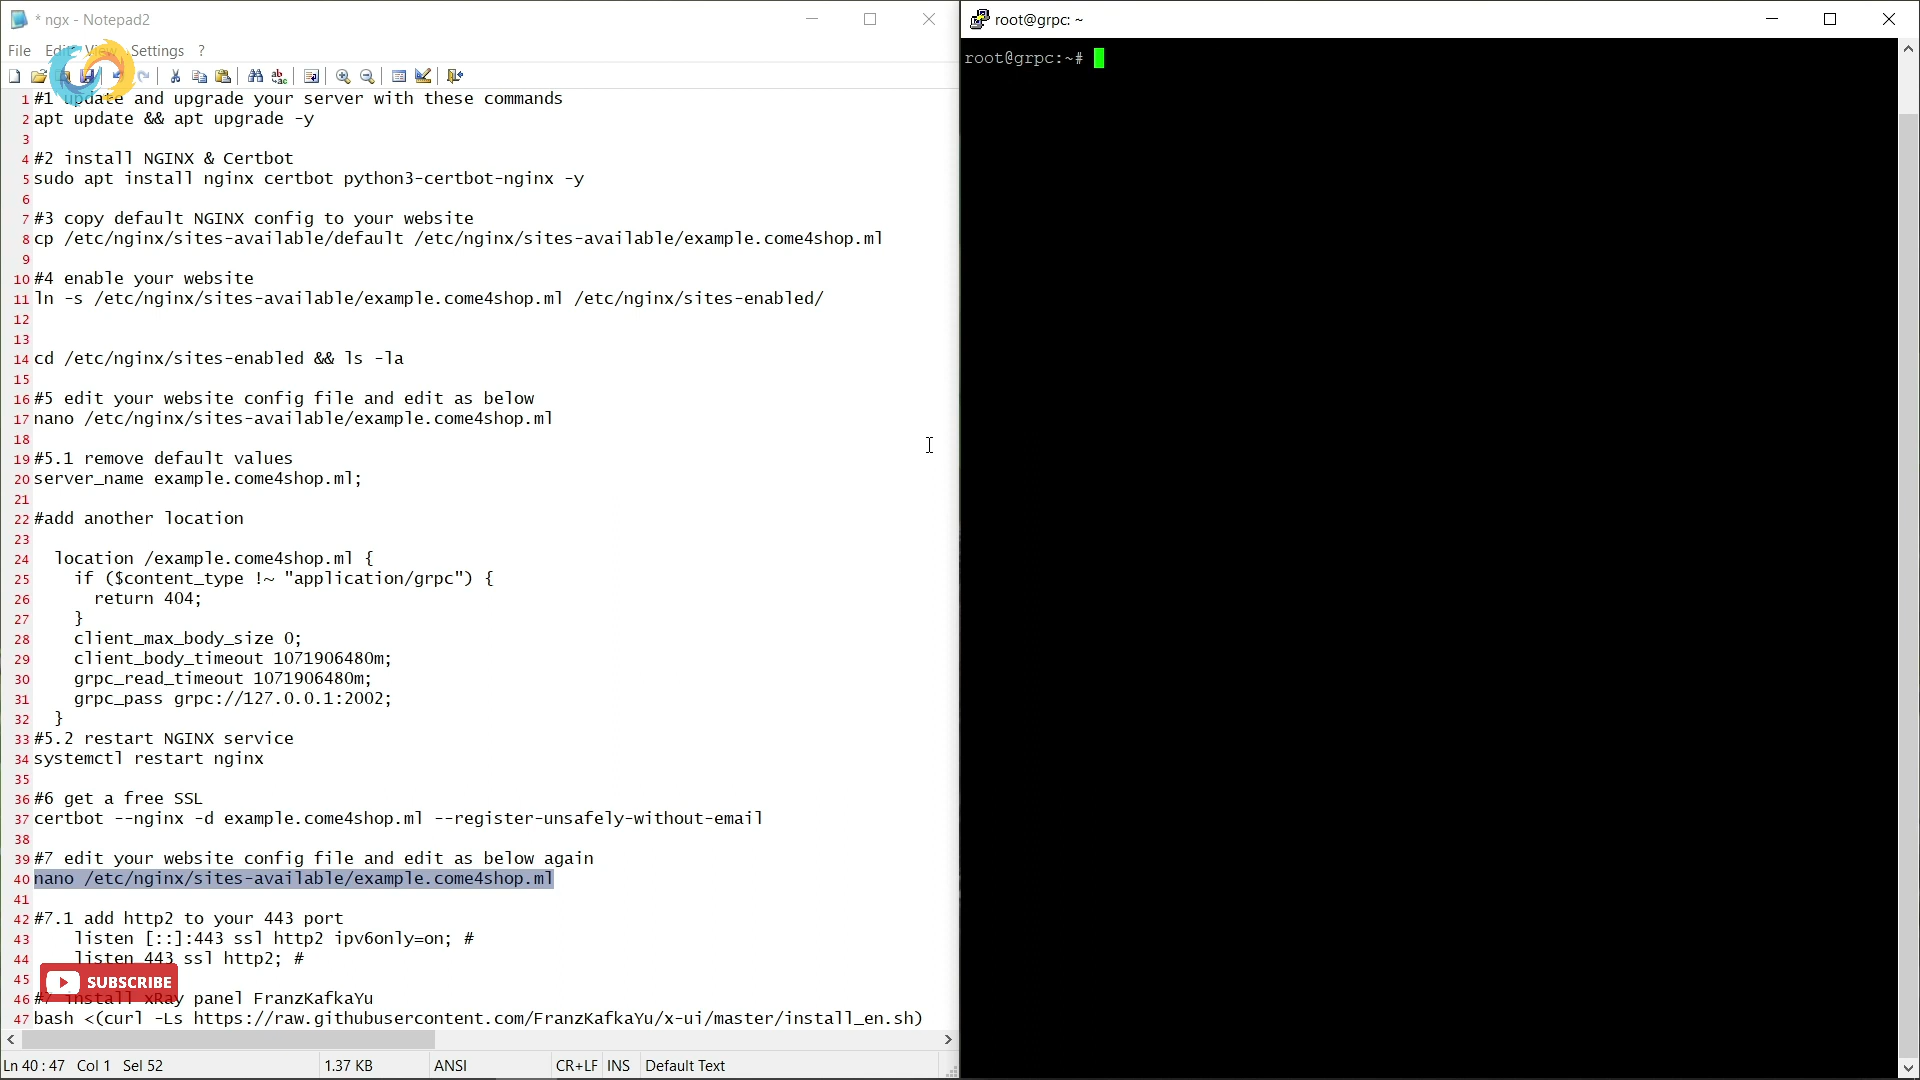 * ngx - Notepad2
File Edit View Settings ?
1 #1 update and upgrade your server with these commands
2 apt update && apt upgrade -y
3
4 #2 install NGINX & Certbot
5 sudo apt install nginx certbot python3-certbot-nginx -y
6
7 #3 copy default NGINX config to your website
8 cp /etc/nginx/sites-available/default /etc/nginx/sites-available/example.come4shop.ml
9
10 #4 enable your website
11 ln -s /etc/nginx/sites-available/example.come4shop.ml /etc/nginx/sites-enabled/
12
13
14 cd /etc/nginx/sites-enabled && ls -la
15
16 #5 edit your website config file and edit as below
17 nano /etc/nginx/sites-available/example.come4shop.ml
18
19 #5.1 remove default values
20 server_name example.come4shop.ml;
21
22 #add another location
23
24 location /example.come4shop.ml {
25 if ($content_type !~ "application/grpc") {
26 return 404;
27 }
28 client_max_body_size 0;
29 client_body_timeout 1071906480m;
30 grpc_read_timeout 1071906480m;
31 grpc_pass grpc://127.0.0.1:2002;
32 }
33 #5.2 restart NGINX service
34 systemctl restart nginx
35
36 #6 get a free SSL
37 certbot --nginx -d example.come4shop.ml --register-unsafely-without-email
38
39 #7 edit your website config file and edit as below again
40 nano /etc/nginx/sites-available/example.come4shop.ml
41
42 #7.1 add http2 to your 443 port
43 listen [::]:443 ssl http2 ipv6only=on; #
44 listen 443 ssl http2; #
45
SUBSCRIBE
46 #7 install xRay panel FranzKafkaYu
47 bash <(curl -Ls https://raw.githubusercontent.com/FranzKafkaYu/x-ui/master/install_en.sh)
Ln 40 : 47 Col 1 Sel 52 1.37 KB ANSI CR+LF INS Default Text
root@grpc: ~
root@grpc:~#